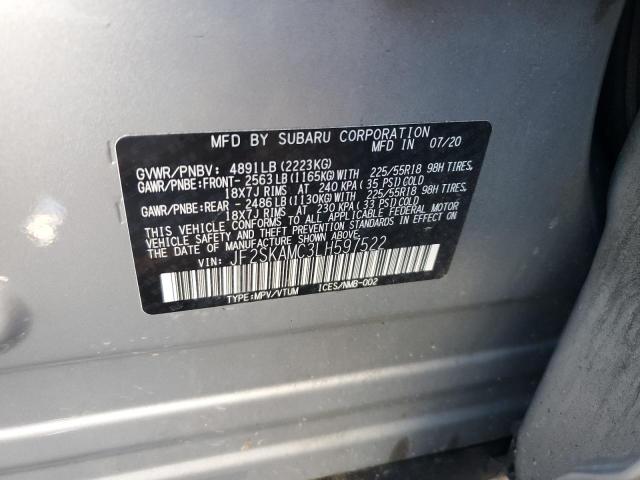 MFD BY SUBARU CORPORATION
MFD IN 07/20
GVWR/PNBV: 4891LB (2223KG)
GAWR/PNBE:FRONT- 2563LB (1165KG) WITH 225/55R18 98H TIRES,
18X7J RIMS AT 240 KPA (35 PSI) COLD
GAWR/PNBE:REAR - 2486LB (1130KG) WITH 225/55R18 98H TIRES,
18X7J RIMS AT 230 KPA (33 PSI) COLD
THIS VEHICLE CONFORMS TO ALL APPLICABLE FEDERAL MOTOR
VEHICLE SAFETY AND THEFT PREVENTION STANDARDS IN EFFECT ON
THE DATE OF MANUFACTURE SHOWN ABOVE.
VIN: JF2SKAMC3LH597522
TYPE:MPV/VTUM ICES/NMB-002